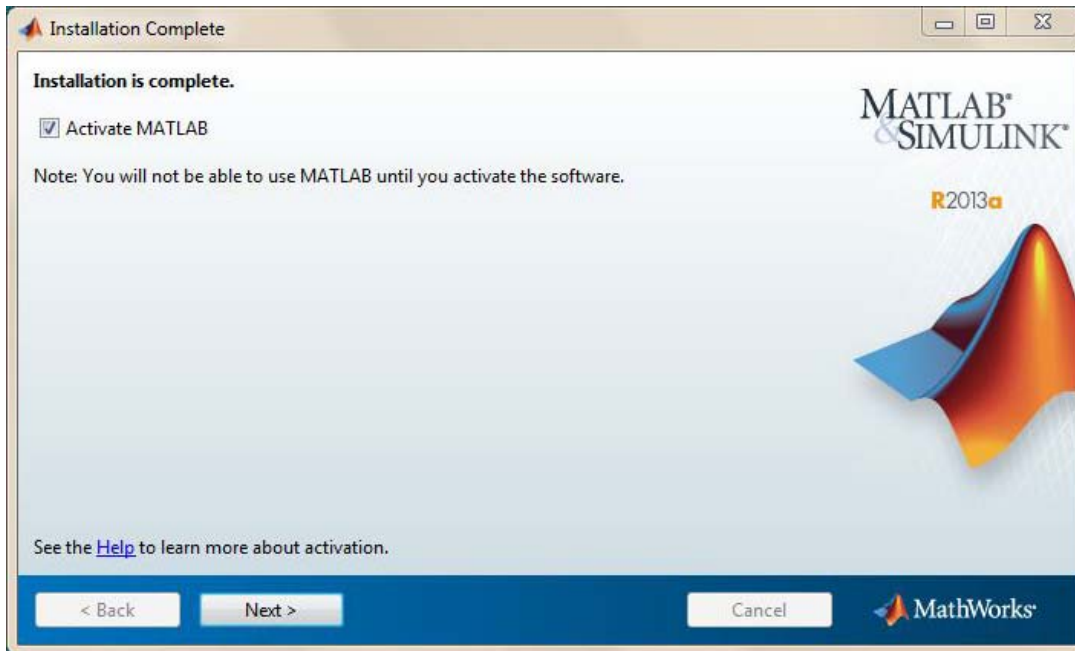 Installation Complete
Installation is complete.
Activate MATLAB
Note: You will not be able to use MATLAB until you activate the software.
MATLAB®
&SIMULINK®
R2013a
See the Help to learn more about activation.
< Back
Next >
Cancel
MathWorks®